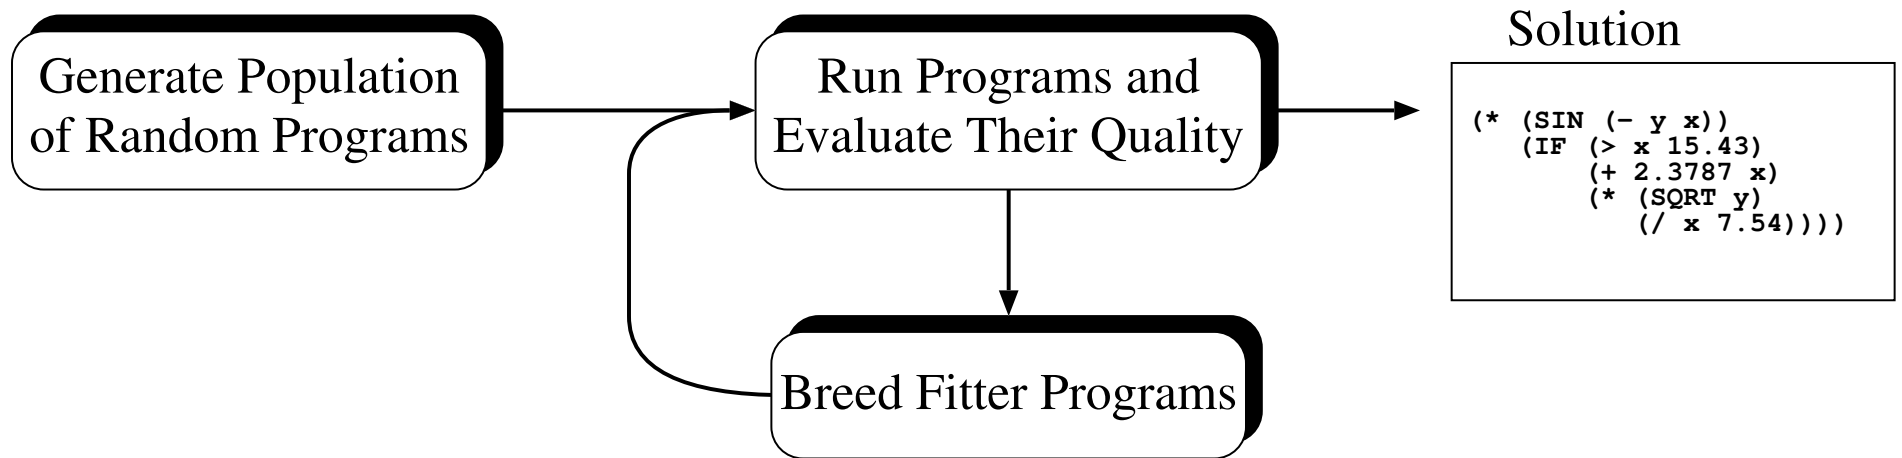 Generate Population
of Random Programs
Run Programs and
Evaluate Their Quality
Breed Fitter Programs
Solution
(* (SIN (− y x))
(IF (> x 15.43)
(+ 2.3787 x)
(* (SQRT y)
(/ x 7.54))))